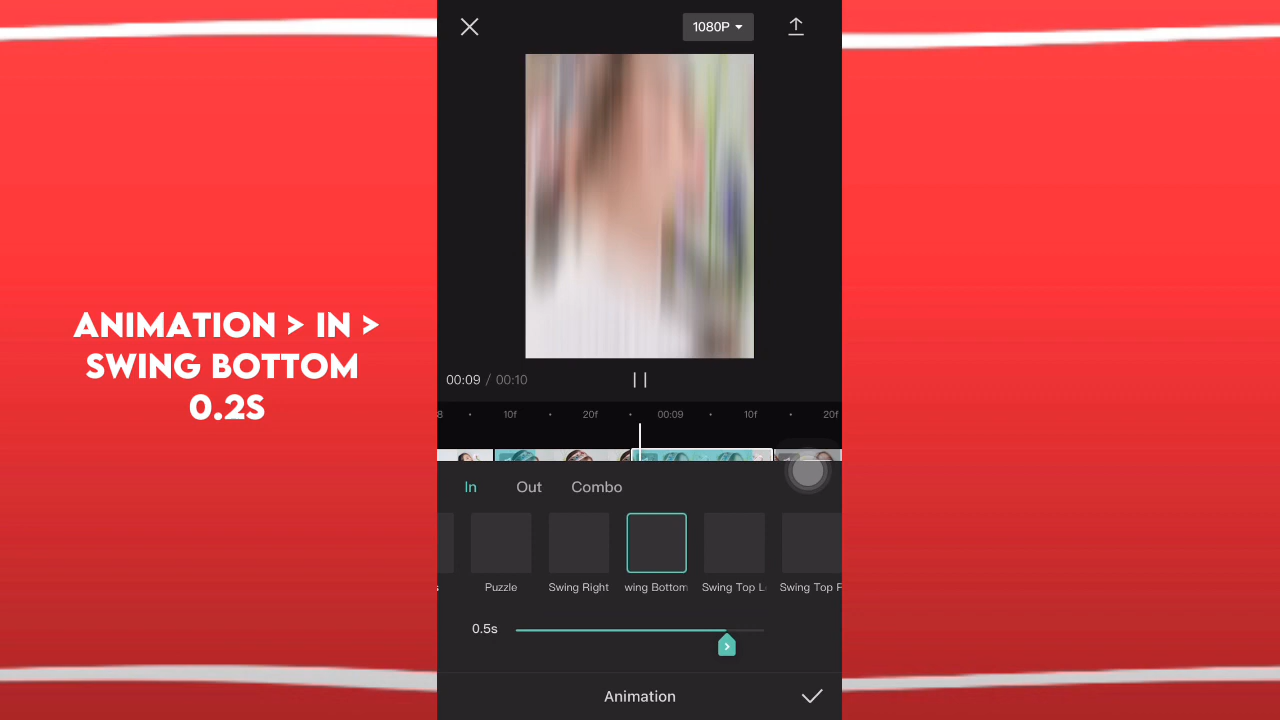 1080P
ANIMATION > IN >
SWING BOTTOM
0.2S
00:09 / 00:10
8 10f 20f 00:09 10f 20f
In Out Combo
s Puzzle Swing Right wing Bottom Swing Top L Swing Top F
0.5s
Animation